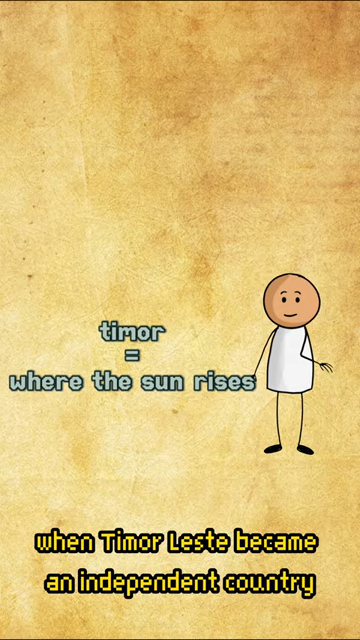 timor
=
where the sun rises
when Timor Leste became
an independent country